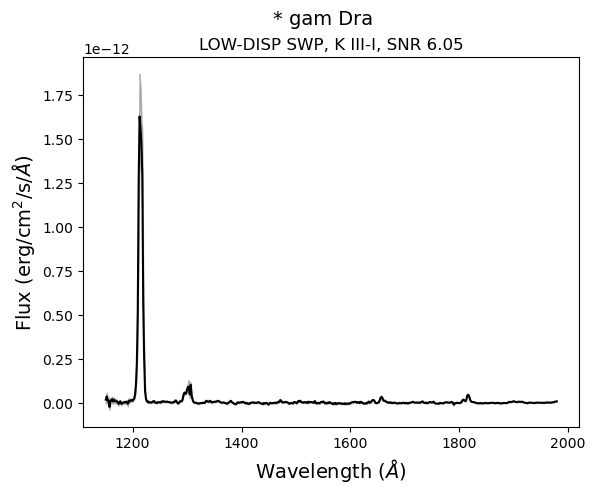 * gam Dra
LOW-DISP SWP, K III-I, SNR 6.05
1e−12
1.75
1.50
1.25
1.00
0.75
0.50
0.25
0.00
Flux (erg/cm²/s/Å)
1200 1400 1600 1800 2000
Wavelength (Å)